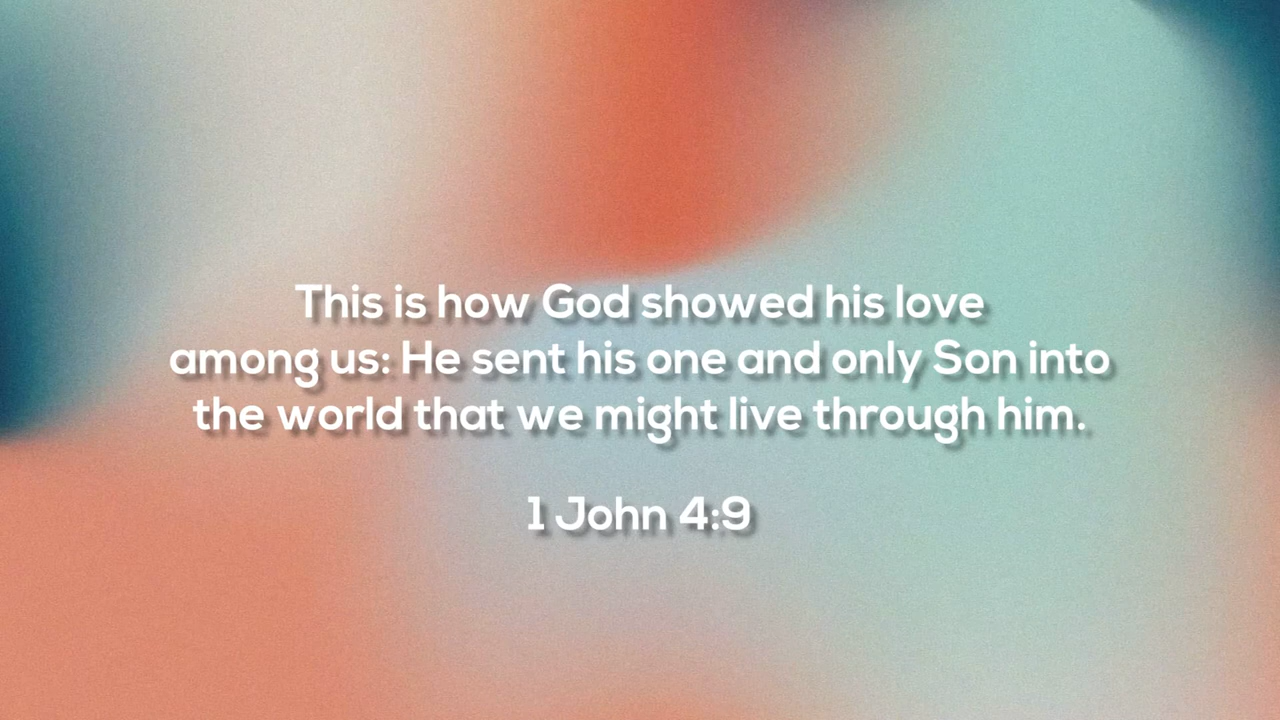 This is how God showed his love
among us: He sent his one and only Son into
the world that we might live through him.
1 John 4:9